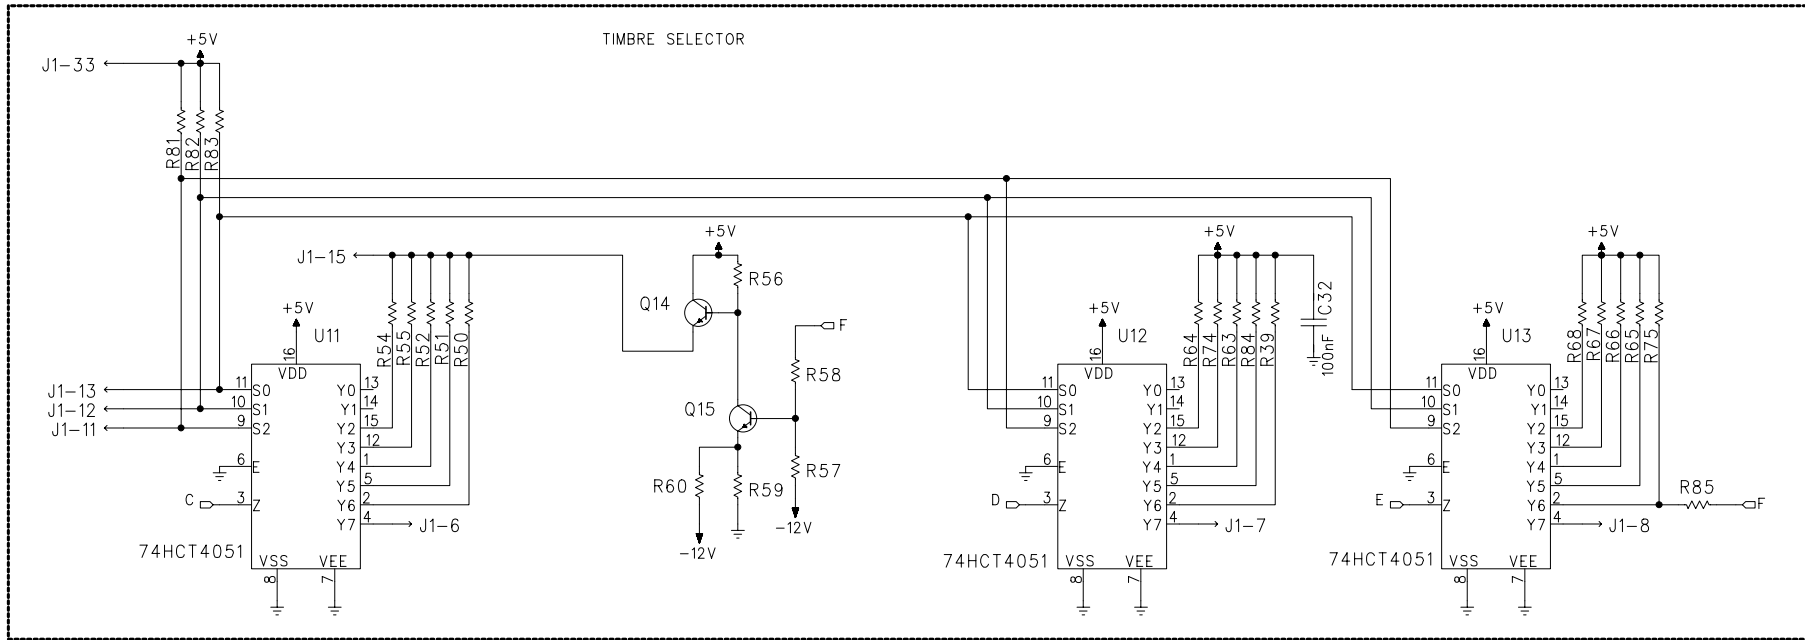 TIMBRE SELECTOR
+5V
J1-33
R81
R82
R83
J1-15
+5V
U11
16
VDD
R54
R55
R52
R51
R50
J1-13
J1-12
J1-11
11 S0
10 S1
9 S2
6 E
C
3 Z
Y0 13
Y1 14
Y2 15
Y3 12
Y4 1
Y5 5
Y6 2
Y7 4
J1-6
74HCT4051
VSS
VEE
8
7
+5V
R56
Q14
F
R58
Q15
R57
R60
R59
-12V
-12V
+5V
U12
16
VDD
+5V
R64
R74
R63
R84
R39
C32
100nF
11 S0
10 S1
9 S2
6 E
D
3 Z
Y0 13
Y1 14
Y2 15
Y3 12
Y4 1
Y5 5
Y6 2
Y7 4
J1-7
74HCT4051
VSS
VEE
8
7
+5V
U13
16
VDD
+5V
R68
R67
R66
R65
R75
11 S0
10 S1
9 S2
6 E
E
3 Z
Y0 13
Y1 14
Y2 15
Y3 12
Y4 1
Y5 5
Y6 2
Y7 4
R85
F
J1-8
74HCT4051
VSS
VEE
8
7